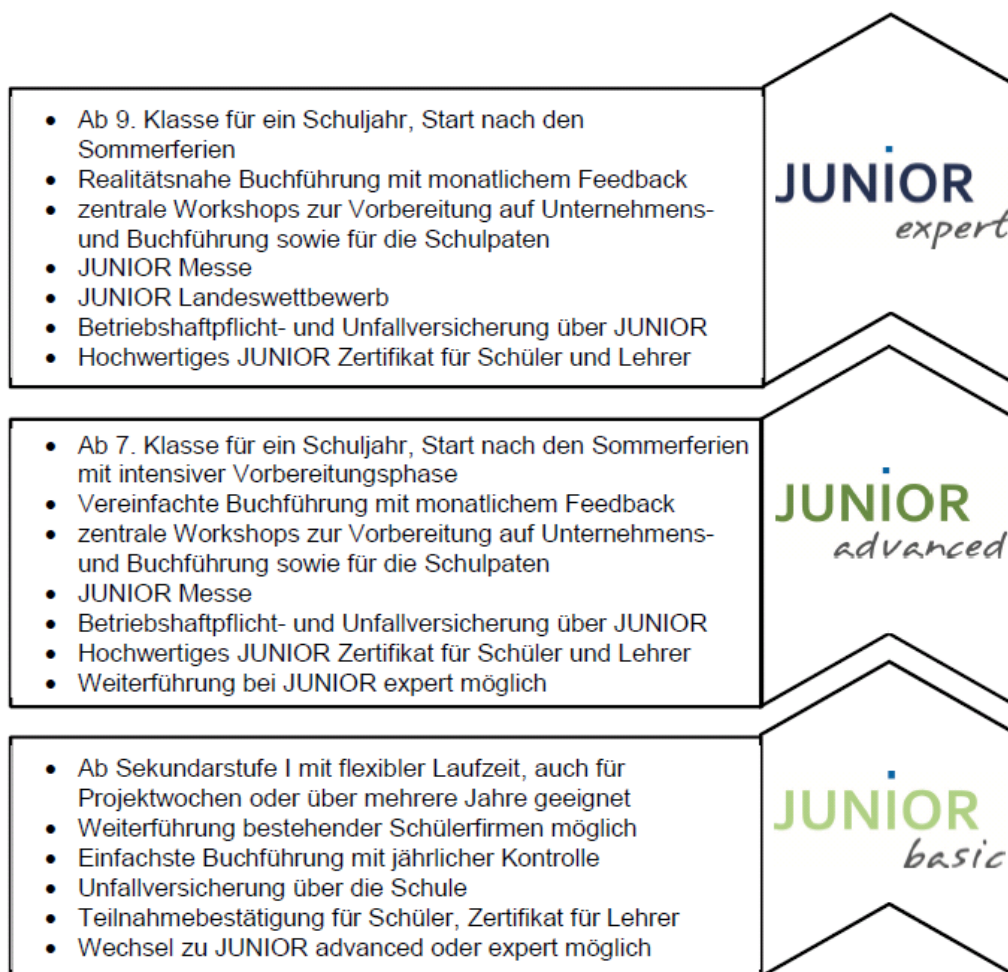 • Ab 9. Klasse für ein Schuljahr, Start nach den
Sommerferien
• Realitätsnahe Buchführung mit monatlichem Feedback
• zentrale Workshops zur Vorbereitung auf Unternehmens-
und Buchführung sowie für die Schulpaten
• JUNIOR Messe
• JUNIOR Landeswettbewerb
• Betriebshaftpflicht- und Unfallversicherung über JUNIOR
• Hochwertiges JUNIOR Zertifikat für Schüler und Lehrer
JUNIOR
expert
• Ab 7. Klasse für ein Schuljahr, Start nach den Sommerferien
mit intensiver Vorbereitungsphase
• Vereinfachte Buchführung mit monatlichem Feedback
• zentrale Workshops zur Vorbereitung auf Unternehmens-
und Buchführung sowie für die Schulpaten
• JUNIOR Messe
• Betriebshaftpflicht- und Unfallversicherung über JUNIOR
• Hochwertiges JUNIOR Zertifikat für Schüler und Lehrer
• Weiterführung bei JUNIOR expert möglich
JUNIOR
advanced
• Ab Sekundarstufe I mit flexibler Laufzeit, auch für
Projektwochen oder über mehrere Jahre geeignet
• Weiterführung bestehender Schülerfirmen möglich
• Einfachste Buchführung mit jährlicher Kontrolle
• Unfallversicherung über die Schule
• Teilnahmebestätigung für Schüler, Zertifikat für Lehrer
• Wechsel zu JUNIOR advanced oder expert möglich
JUNIOR
basic